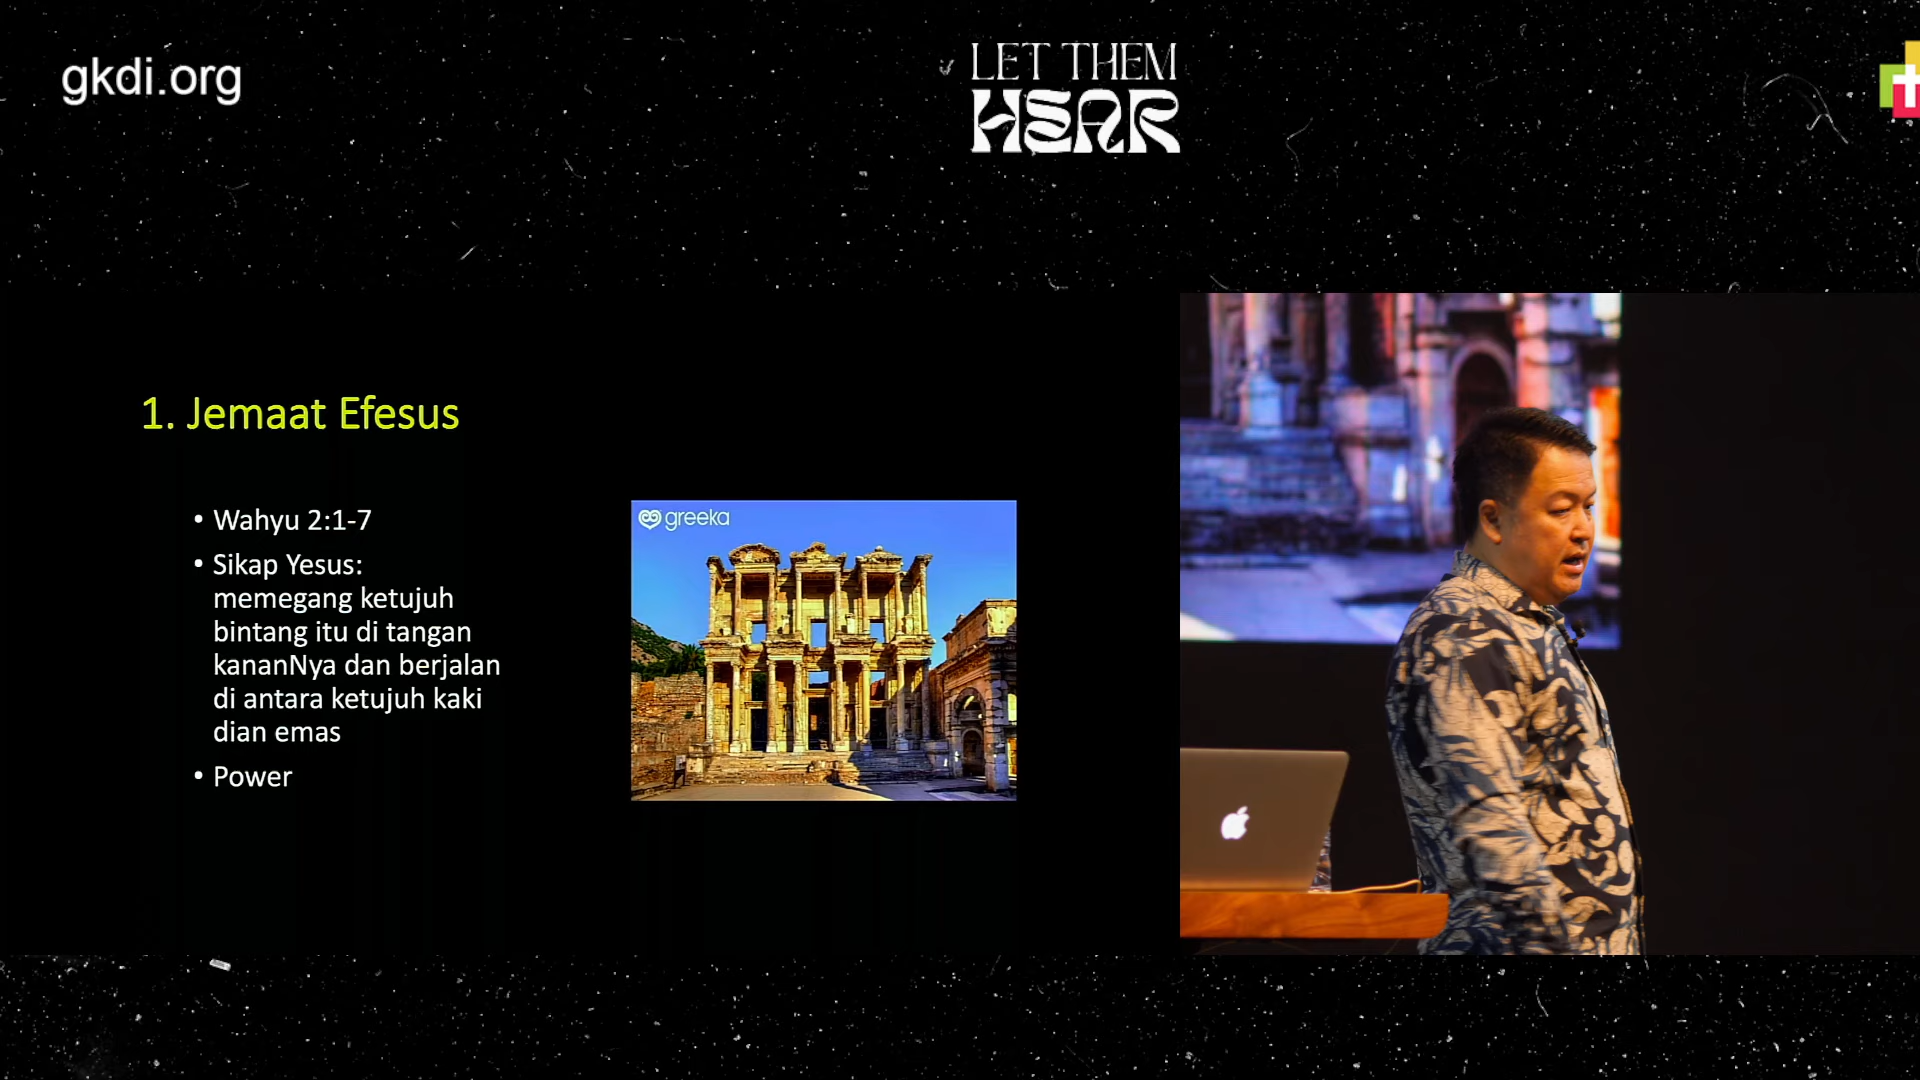 gkdi.org
LET THEM
HEAR
1. Jemaat Efesus
• Wahyu 2:1-7
• Sikap Yesus:
memegang ketujuh
bintang itu di tangan
kananNya dan berjalan
di antara ketujuh kaki
dian emas
• Power
greeka